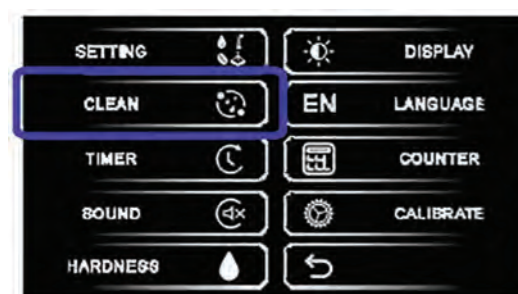 SETTING
DISPLAY
CLEAN
EN
LANGUAGE
TIMER
COUNTER
SOUND
CALIBRATE
HARDNESS